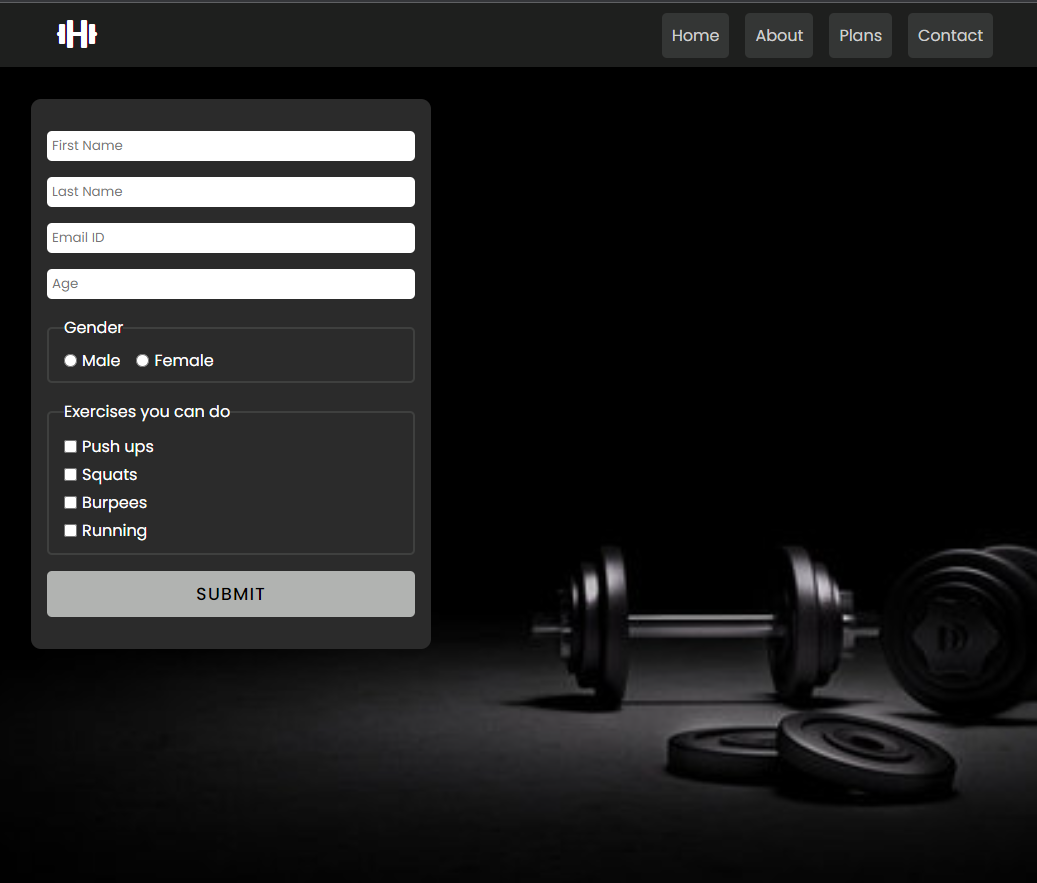 H
Home About Plans Contact
First Name
Last Name
Email ID
Age
Gender
Male Female
Exercises you can do
Push ups
Squats
Burpees
Running
SUBMIT